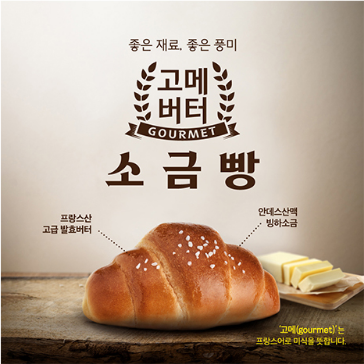 좋은 재료, 좋은 풍미
고메
버터
GOURMET
소금빵
프랑스산
고급 발효버터
안데스산맥
빙하소금
'고메(gourmet)'는
프랑스어로 미식을 뜻합니다